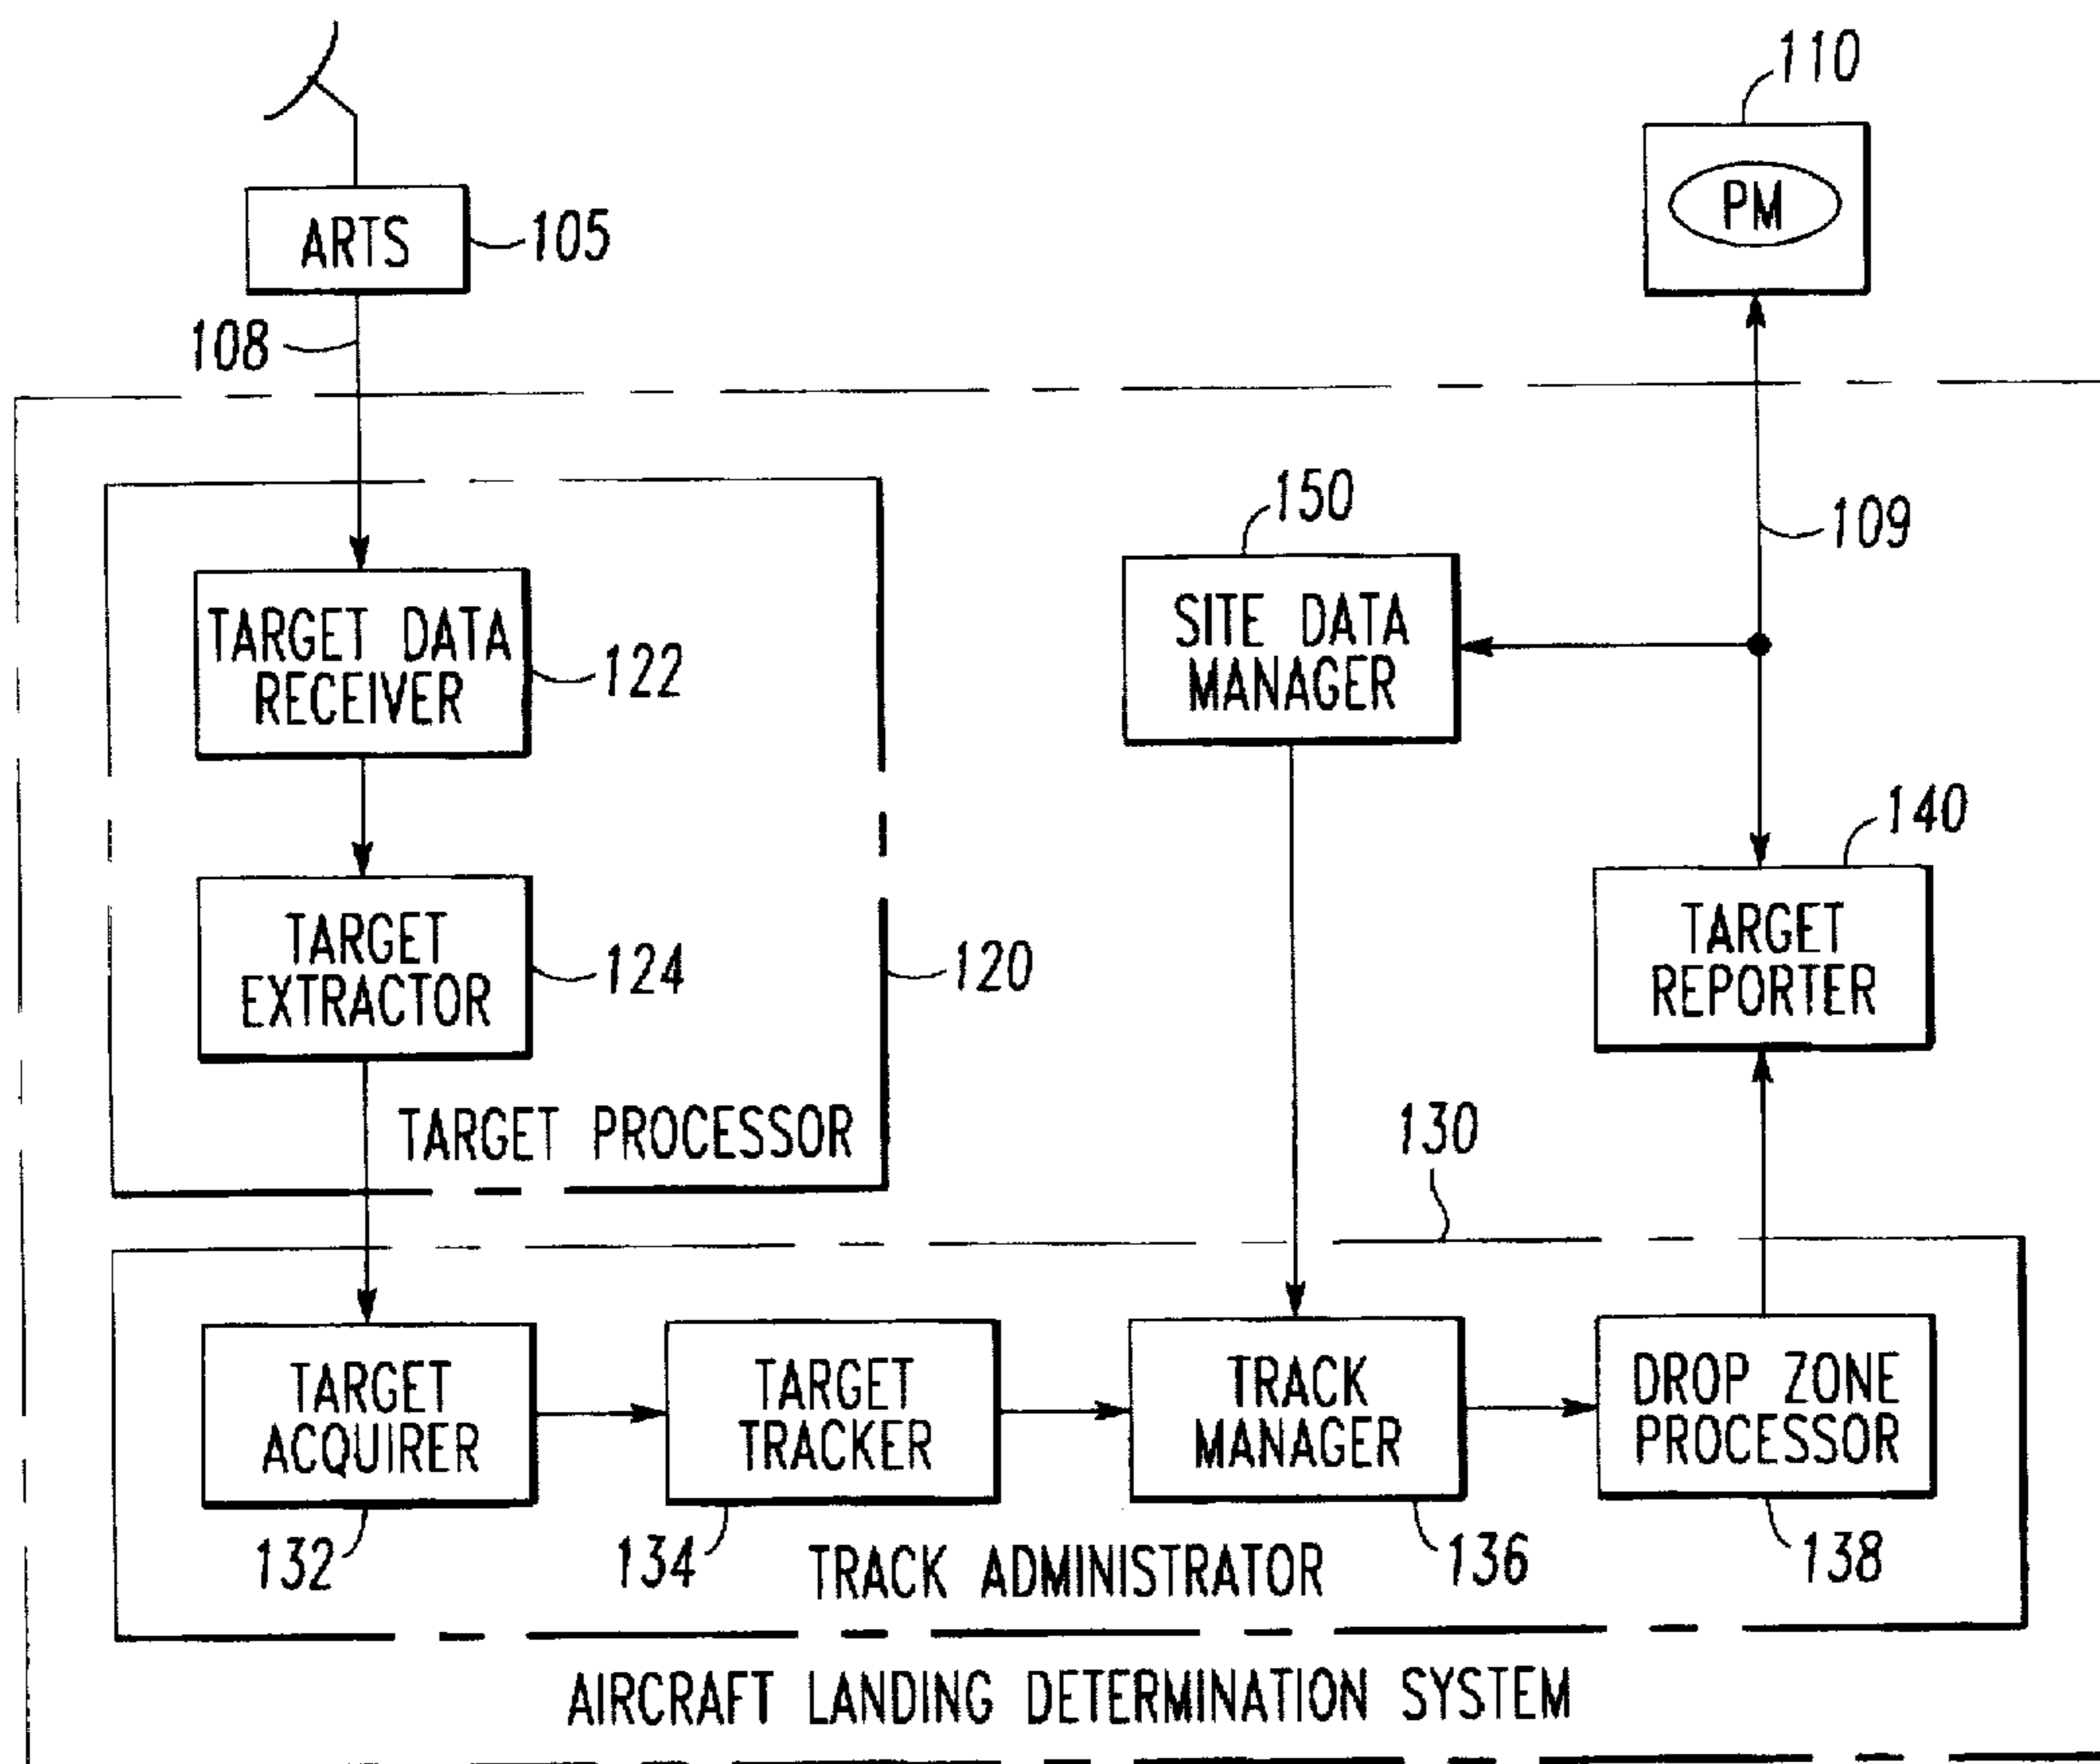 110
PM
ARTS
105
108
150
109
SITE DATA
MANAGER
TARGET DATA
RECEIVER
122
140
TARGET
REPORTER
TARGET
EXTRACTOR
124
120
TARGET PROCESSOR
130
TARGET
ACQUIRER
TARGET
TRACKER
TRACK
MANAGER
DROP ZONE
PROCESSOR
132
134
136
138
TRACK ADMINISTRATOR
AIRCRAFT LANDING DETERMINATION SYSTEM